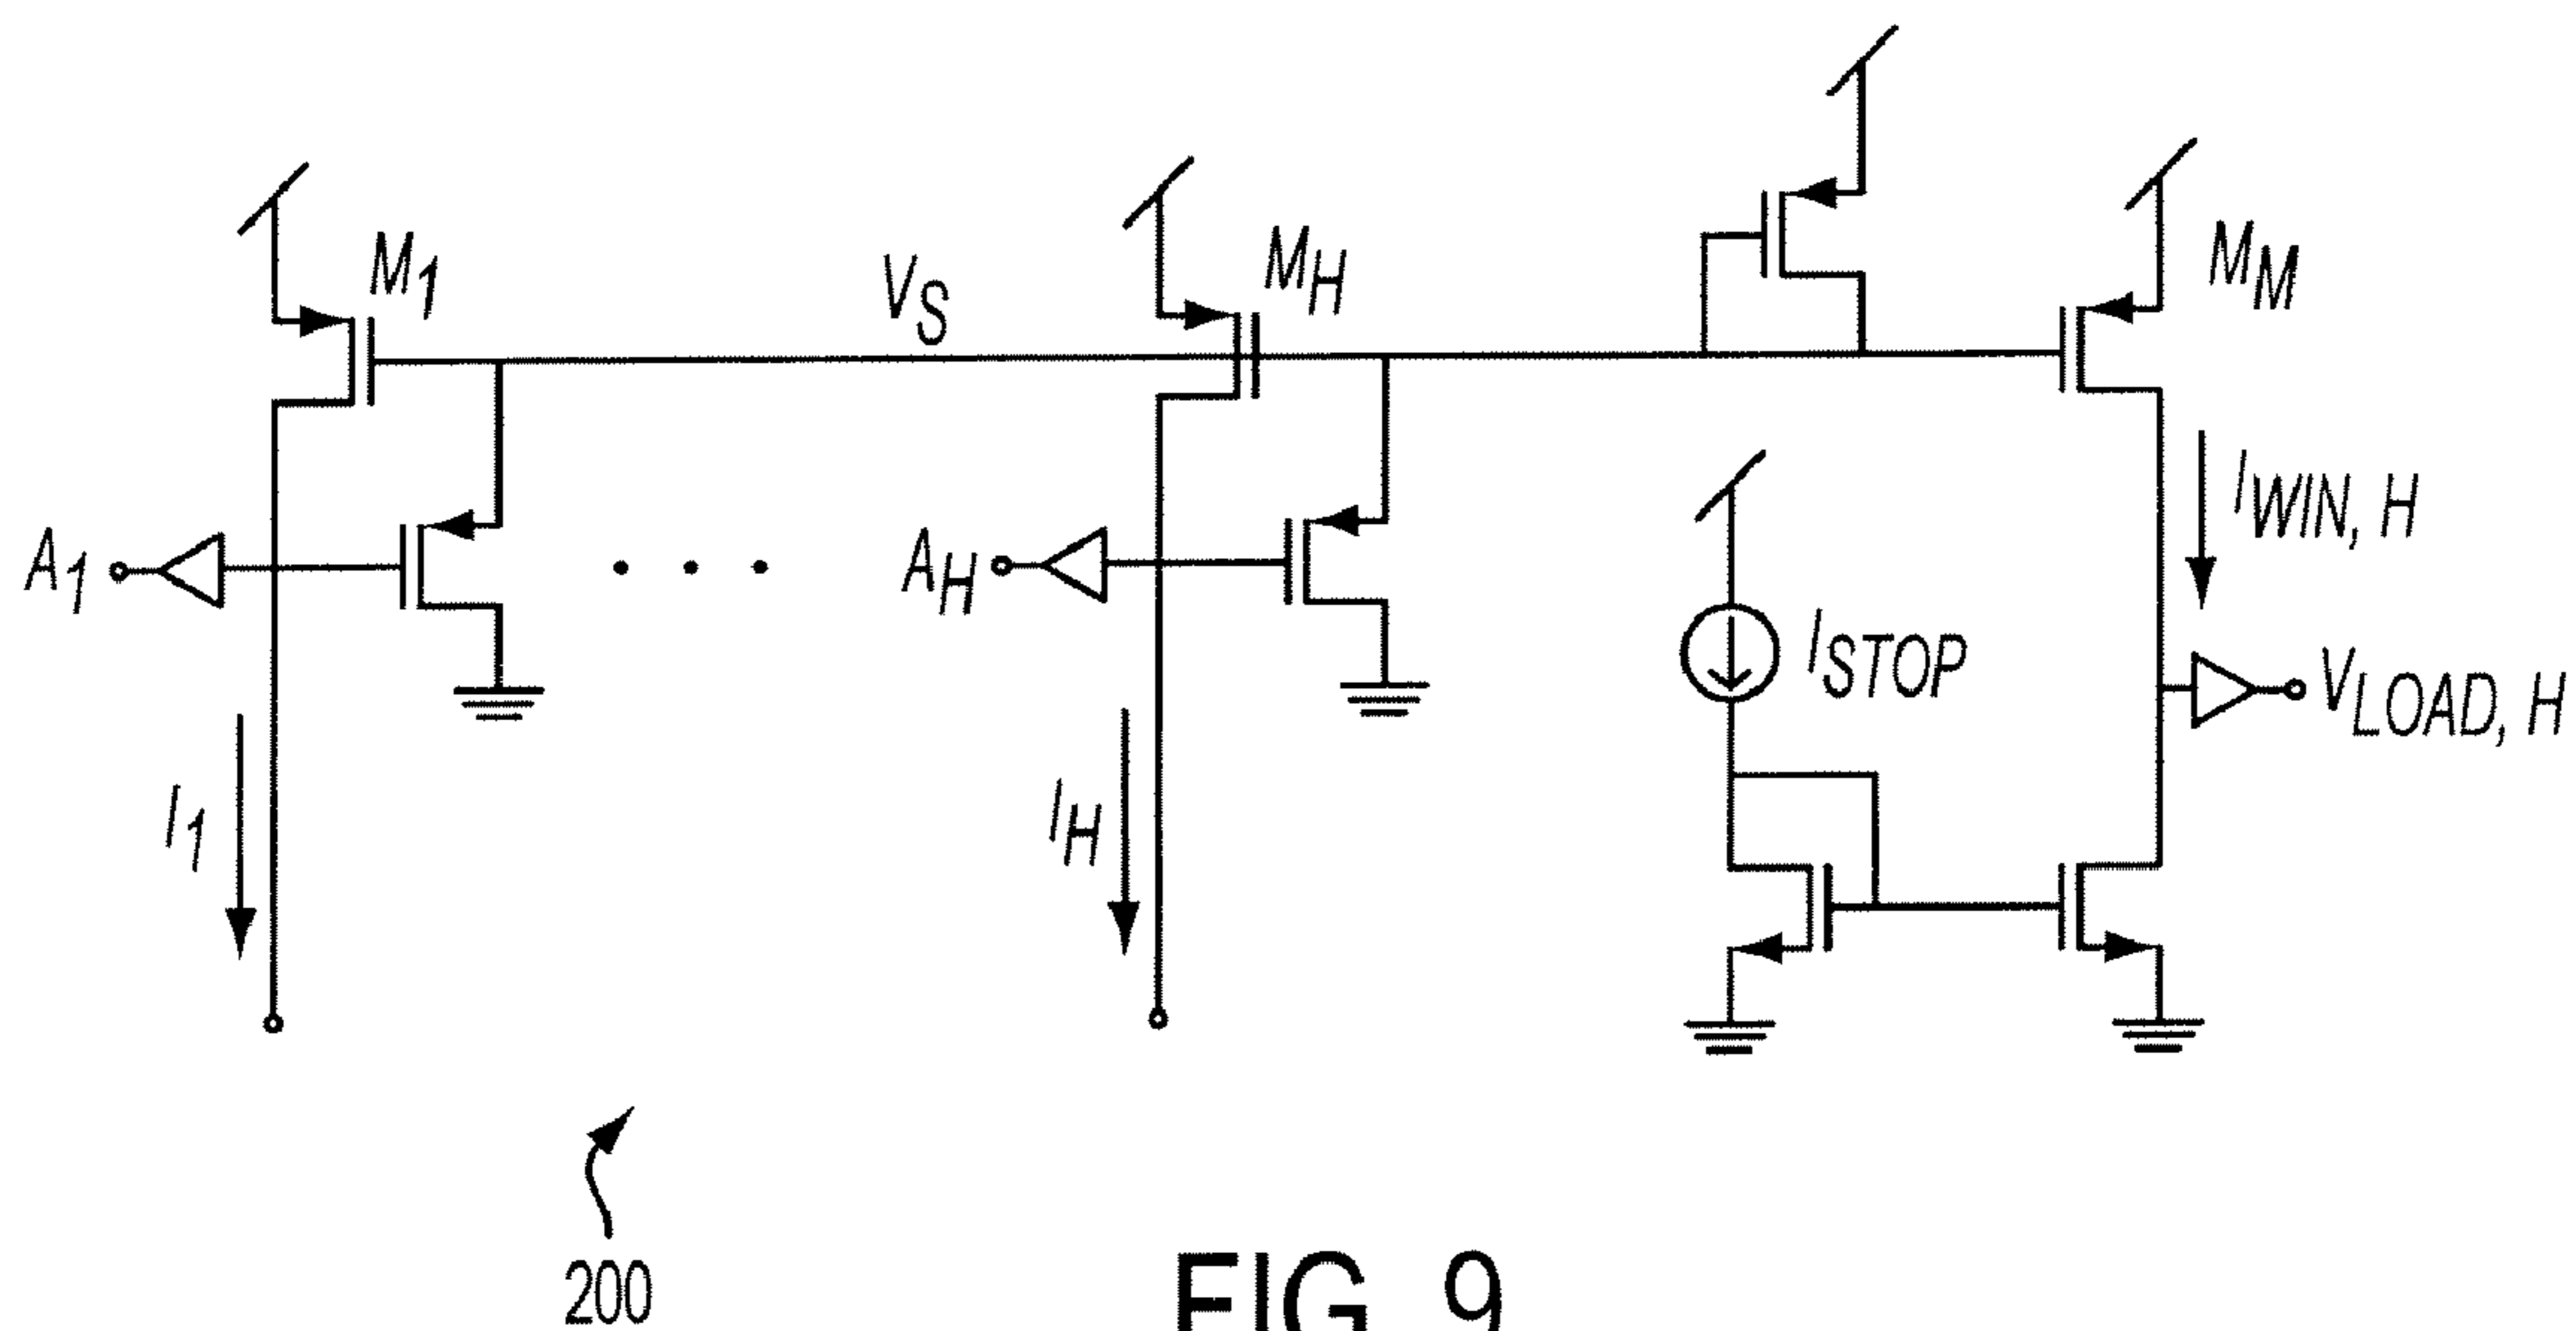 M1
VS
MH
MM
A1
AH
IWIN, H
ISTOP
VLOAD, H
I1
IH
200
FIG. 9